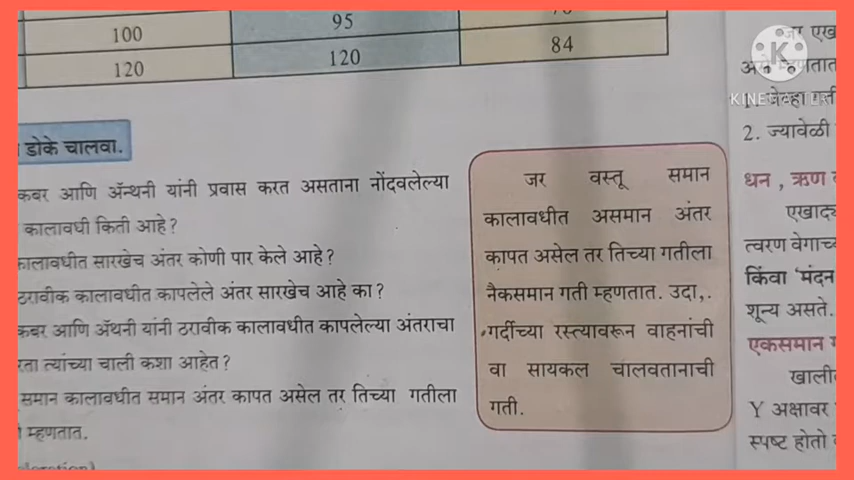 100 95
120 120 84
डोके चालवा.
कबर आणि ॲन्थनी यांनी प्रवास करत असताना नोंदवलेल्या
कालावधी किती आहे?
कालावधीत सारखेच अंतर कोणी पार केले आहे?
ठरावीक कालावधीत कापलेले अंतर सारखेच आहे का?
कबर आणि ॲथनी यांनी ठरावीक कालावधीत कापलेल्या अंतराचा
त्यांच्या चाली कशा आहेत?
समान कालावधीत समान अंतर कापत असेल तर तिच्या गतीला
म्हणतात.
जर वस्तू समान
कालावधीत असमान अंतर
कापत असेल तर तिच्या गतीला
नैकसमान गती म्हणतात. उदा,.
गर्दीच्या रस्त्यावरून वाहनांची
वा सायकल चालवतानाची
गती.
2. ज्यावेळी
धन , ऋण
एखाद्य
त्वरण वेगाच्य
किंवा 'मंदन
शून्य असते.
एकसमान
खालील
Y अक्षावर
स्पष्ट होतो
K